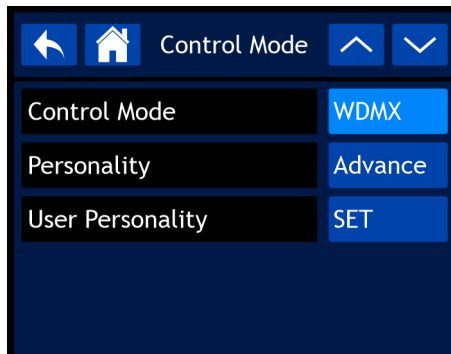 Control Mode
Control Mode WDMX
Personality Advance
User Personality SET